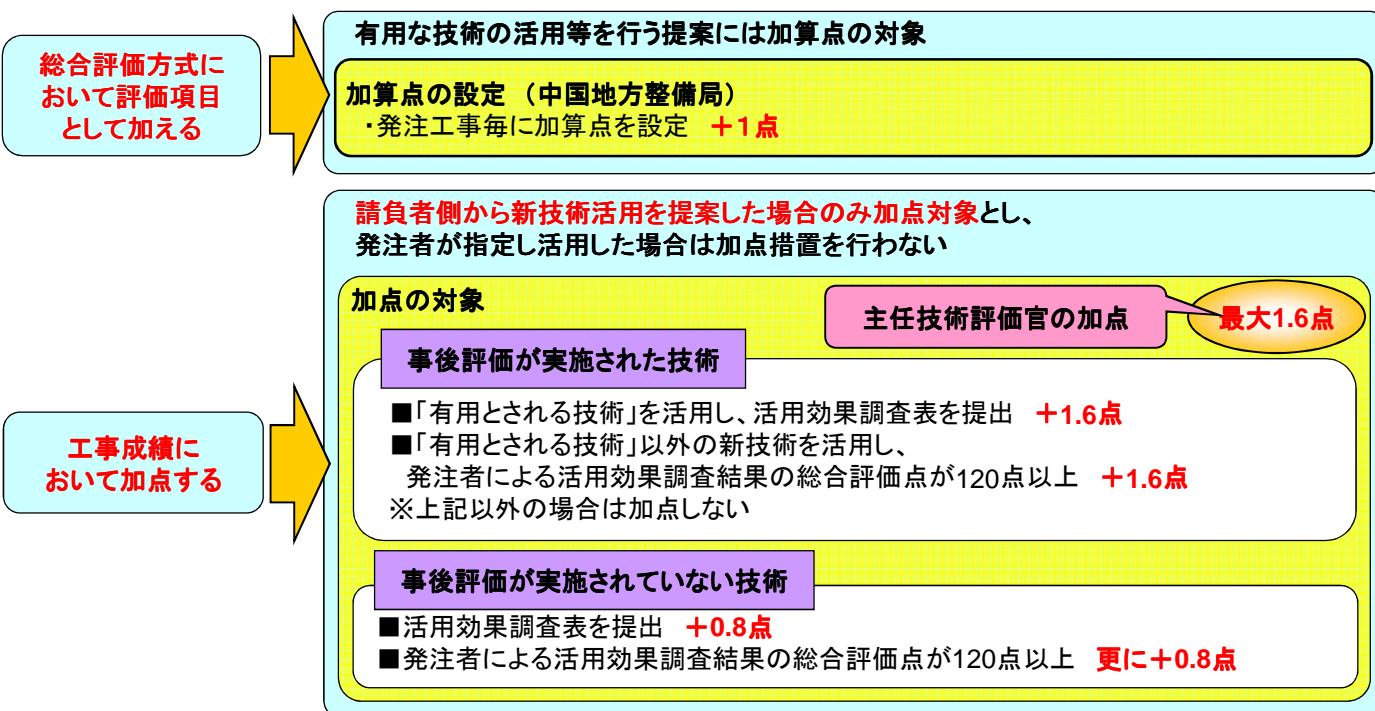 総合評価方式に
おいて評価項目
として加える
有用な技術の活用等を行う提案には加算点の対象
加算点の設定 (中国地方整備局)
・発注工事毎に加算点を設定 +1点
工事成績に
おいて加点する
請負者側から新技術活用を提案した場合のみ加点対象とし、
発注者が指定し活用した場合は加点措置を行わない
加点の対象
主任技術評価官の加点
最大1.6点
事後評価が実施された技術
■「有用とされる技術」を活用し、活用効果調査表を提出 +1.6点
■「有用とされる技術」以外の新技術を活用し、
発注者による活用効果調査結果の総合評価点が120点以上 +1.6点
※上記以外の場合は加点しない
事後評価が実施されていない技術
■活用効果調査表を提出 +0.8点
■発注者による活用効果調査結果の総合評価点が120点以上 更に+0.8点